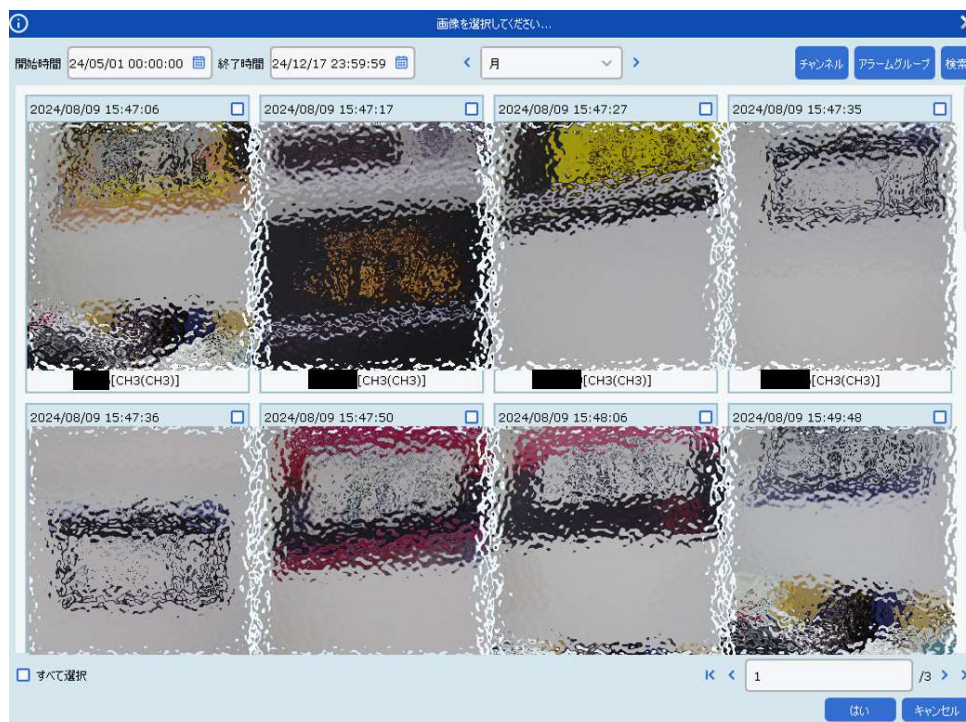 画像を選択してください...
開始時間 24/05/01 00:00:00 終了時間 24/12/17 23:59:59 月 チャンネル アラームグループ 検索
2024/08/09 15:47:06 2024/08/09 15:47:17 2024/08/09 15:47:27 2024/08/09 15:47:35
[CH3(CH3)] [CH3(CH3)] [CH3(CH3)] [CH3(CH3)]
2024/08/09 15:47:36 2024/08/09 15:47:50 2024/08/09 15:48:06 2024/08/09 15:49:48
すべて選択 1 /3
はい キャンセル